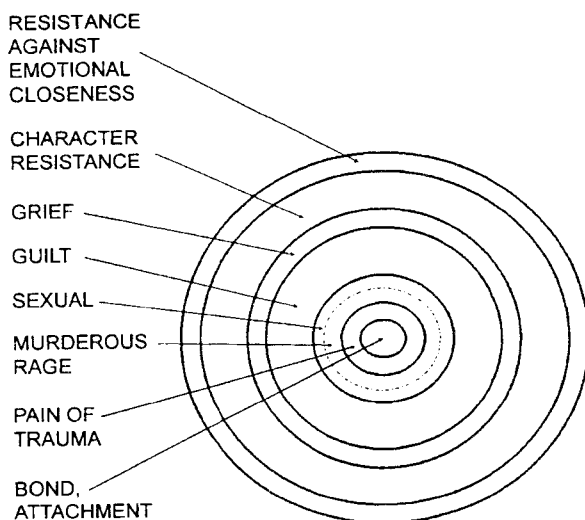 RESISTANCE
AGAINST
EMOTIONAL
CLOSENESS
CHARACTER
RESISTANCE
GRIEF
GUILT
SEXUAL
MURDEROUS
RAGE
PAIN OF
TRAUMA
BOND,
ATTACHMENT